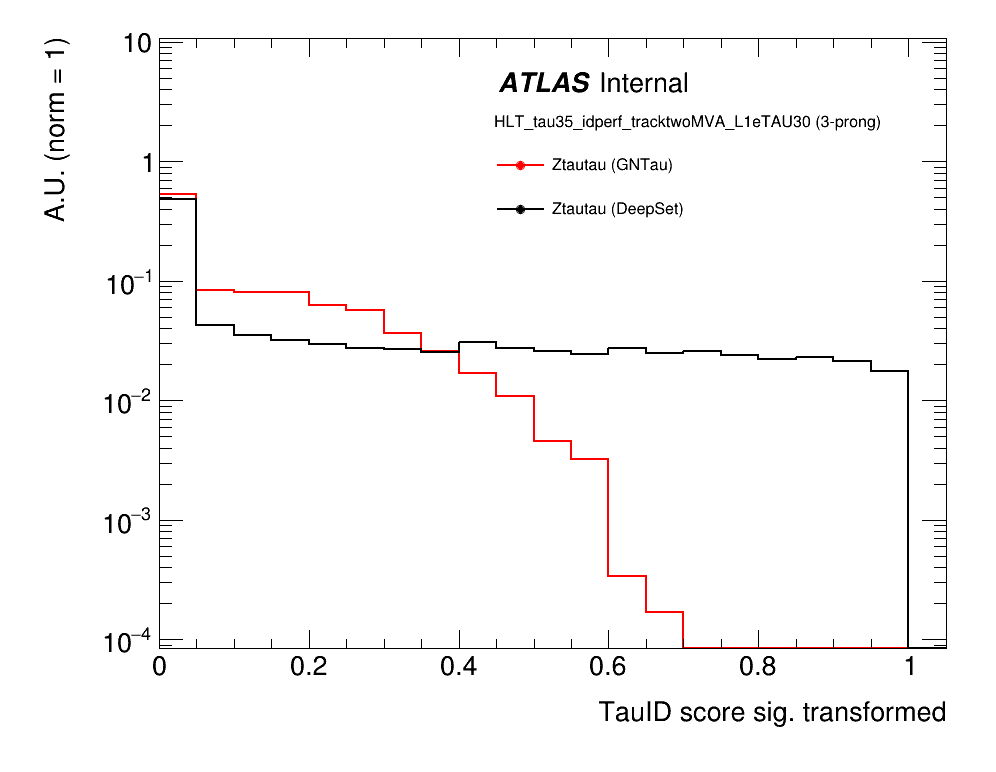 A.U. (norm = 1)
10
1
10⁻¹
10⁻²
10⁻³
10⁻⁴
ATLAS Internal
HLT_tau35_idperf_tracktwoMVA_L1eTAU30 (3-prong)
Ztautau (GNTau)
Ztautau (DeepSet)
0 0.2 0.4 0.6 0.8 1
TauID score sig. transformed